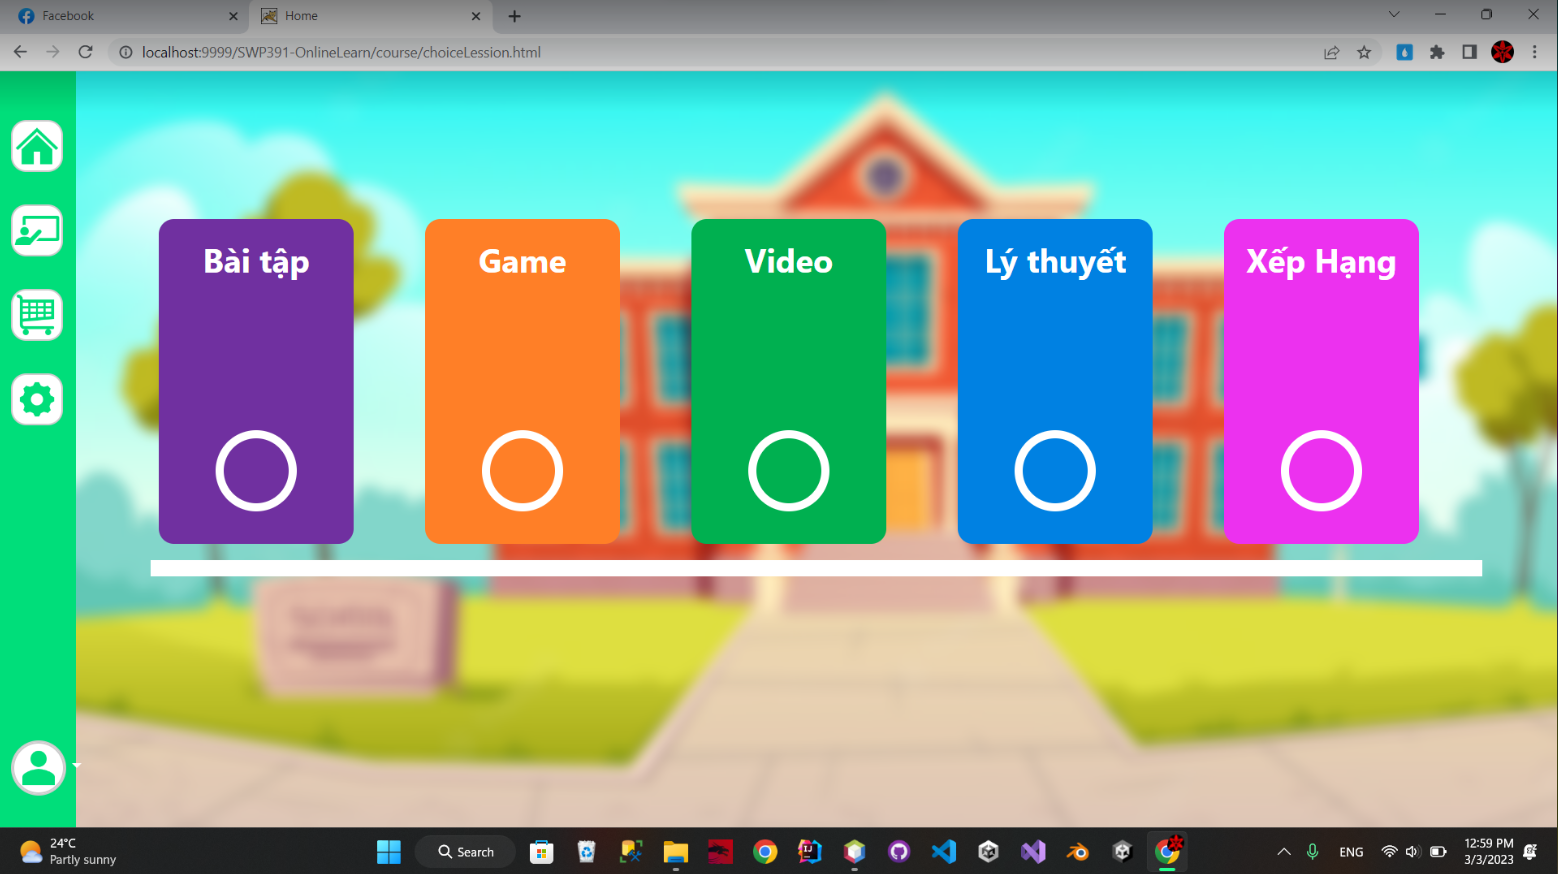 Facebook
Home
localhost:9999/SWP391-OnlineLearn/course/choiceLession.html
Bài tập
Game
Video
Lý thuyết
Xếp Hạng
24°C
Partly sunny
Search
ENG
12:59 PM
3/3/2023